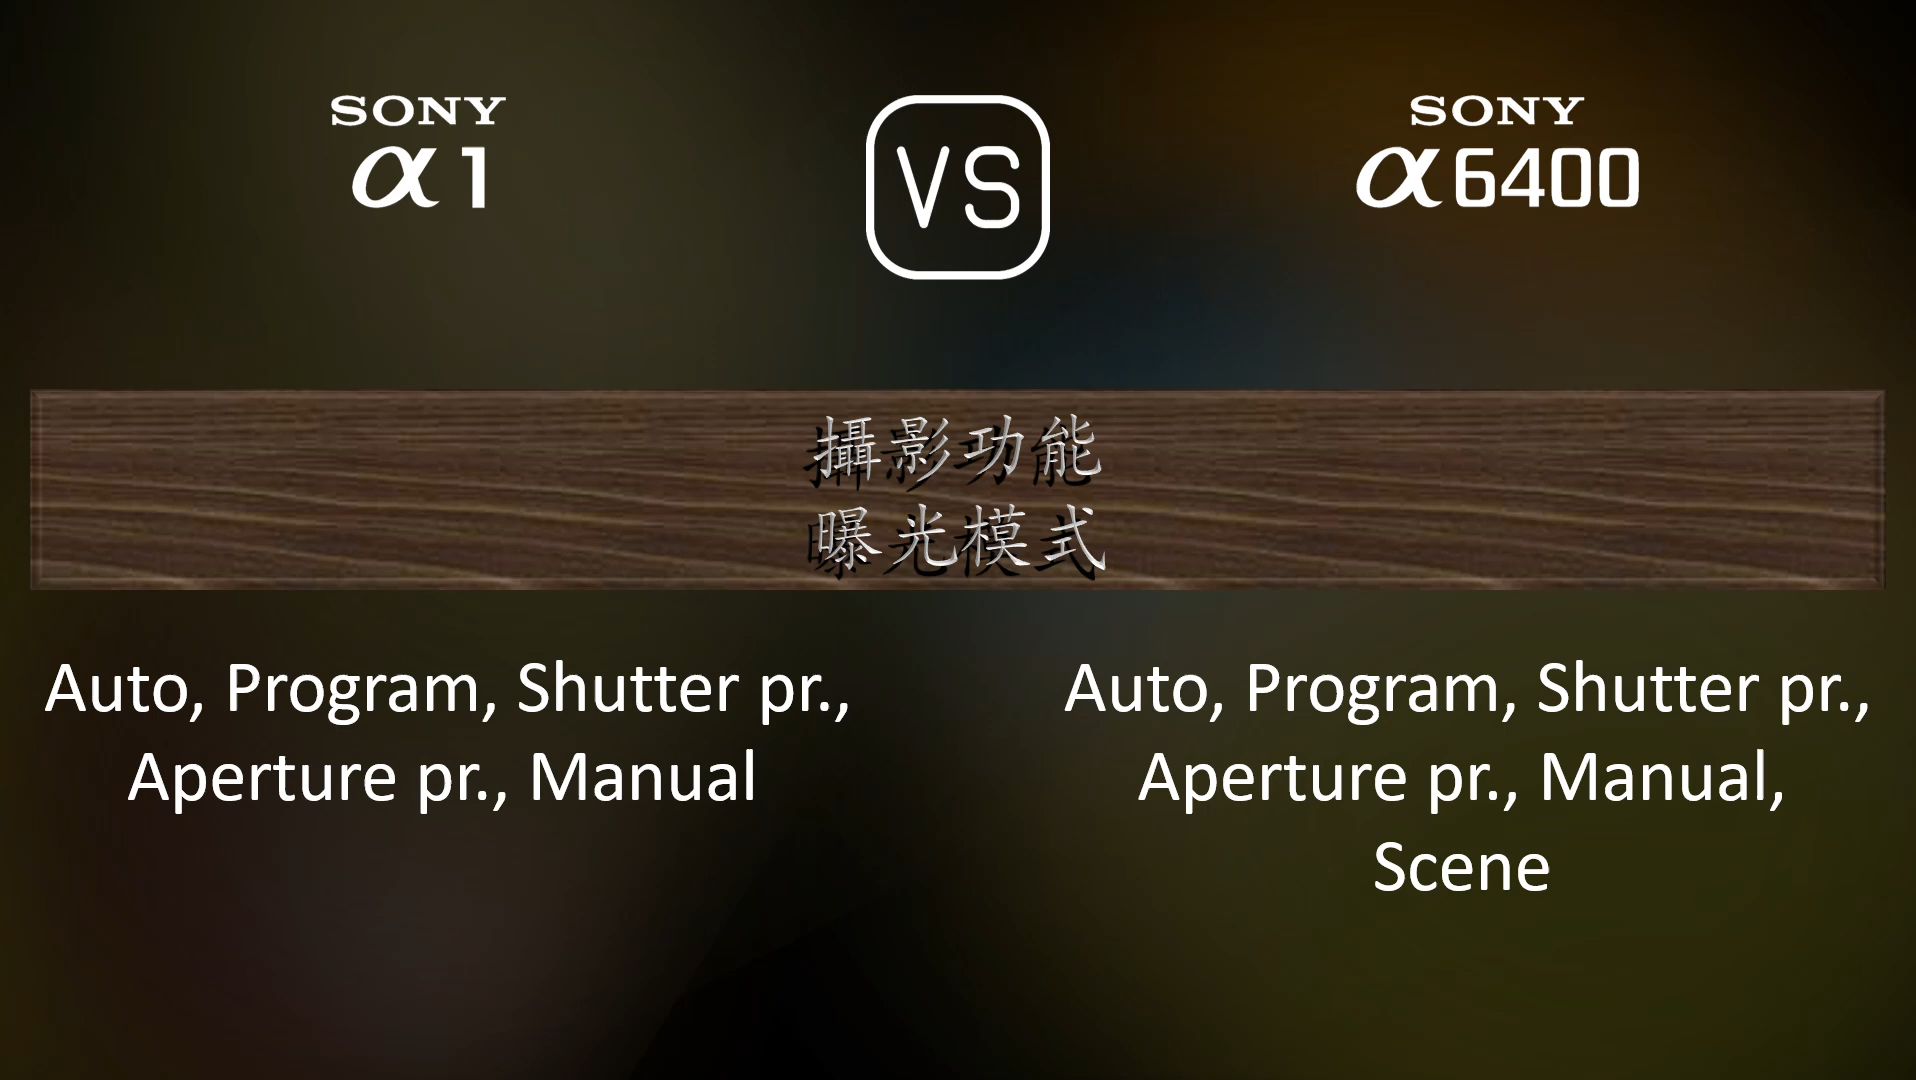 SONY
α1
VS
SONY
α6400
攝影功能
曝光模式
Auto, Program, Shutter pr.,
Aperture pr., Manual
Auto, Program, Shutter pr.,
Aperture pr., Manual,
Scene